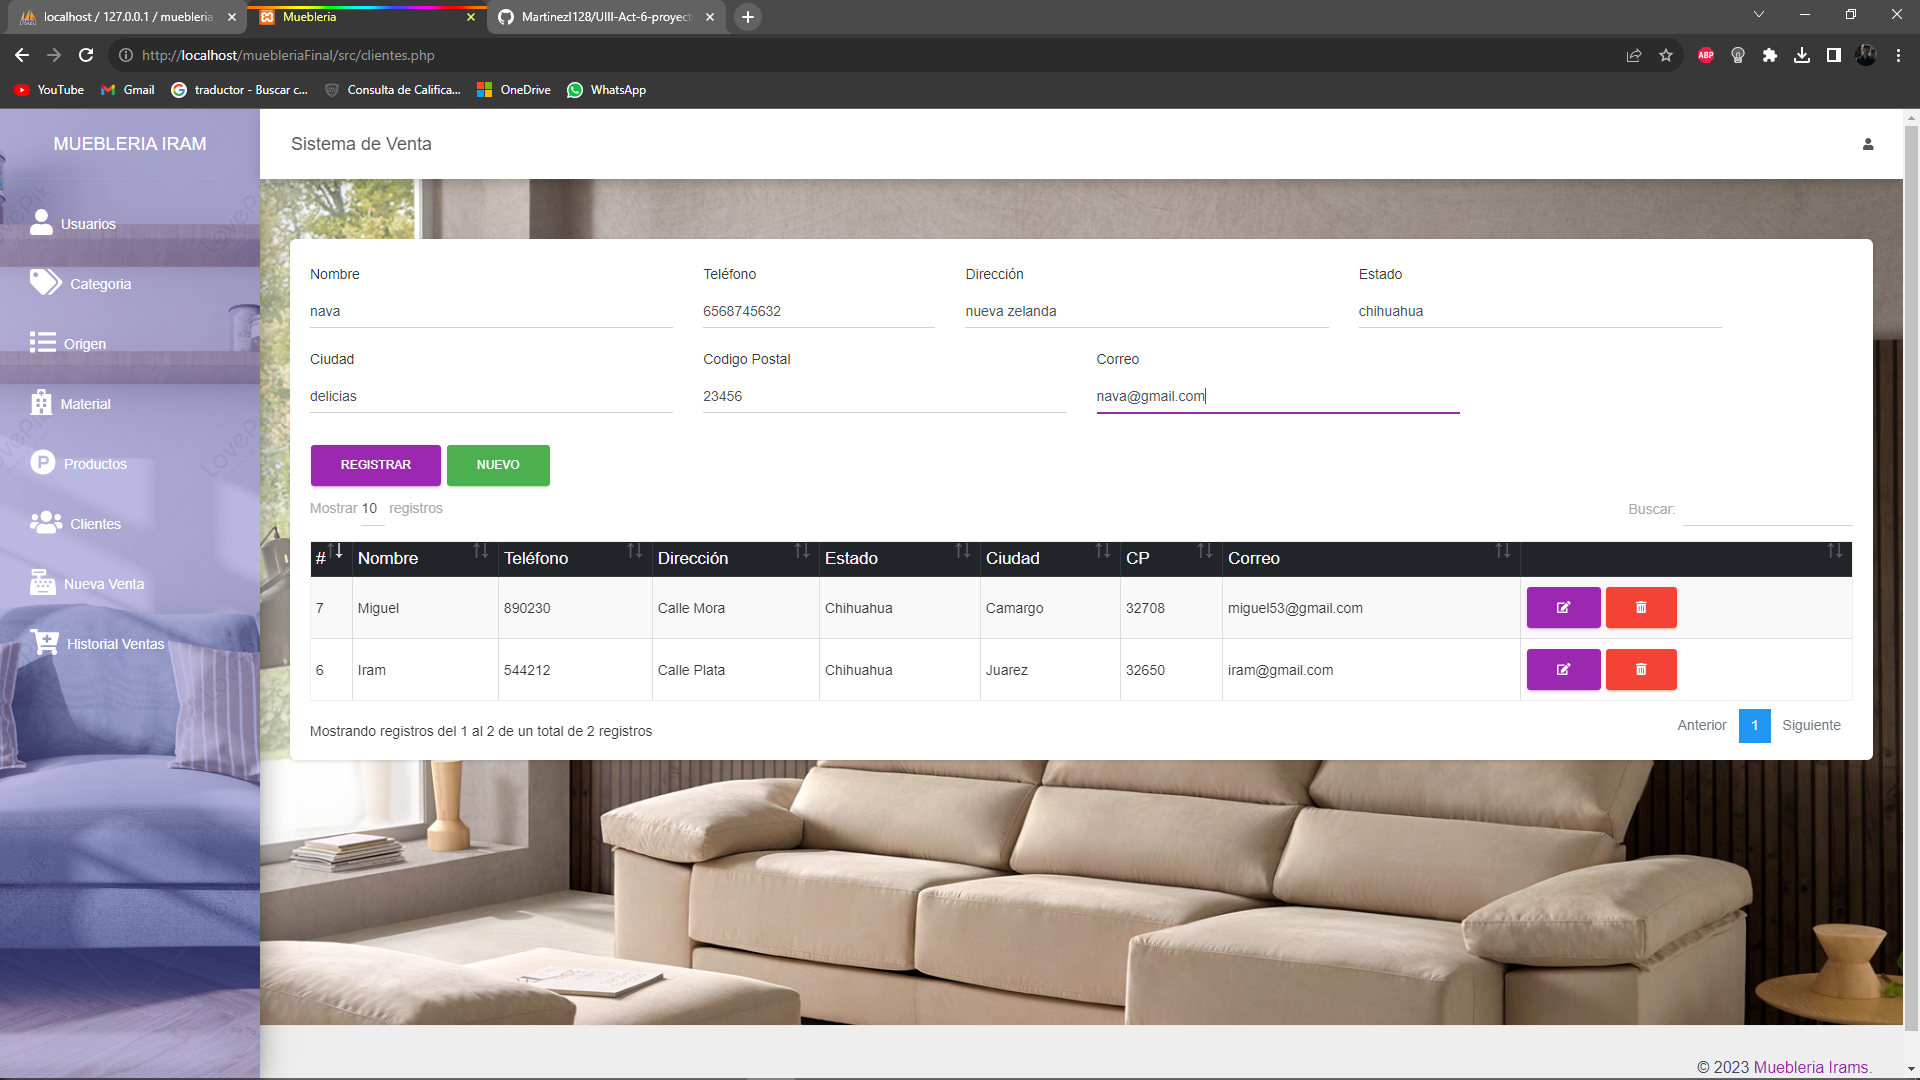 localhost / 127.0.0.1 / muebleria
Muebleria
MartinezI128/UIII-Act-6-proyect
http://localhost/muebleriaFinal/src/clientes.php
ABP
YouTube
Gmail
traductor - Buscar c...
Consulta de Califica...
OneDrive
WhatsApp
MUEBLERIA IRAM
Sistema de Venta
Usuarios
Categoria
Origen
Material
Productos
Clientes
Nueva Venta
Historial Ventas
Nombre
Teléfono
Dirección
Estado
nava
6568745632
nueva zelanda
chihuahua
Ciudad
Codigo Postal
Correo
delicias
23456
nava@gmail.com
REGISTRAR
NUEVO
Mostrar 10 registros
Buscar:
# Nombre Teléfono Dirección Estado Ciudad CP Correo
7 Miguel 890230 Calle Mora Chihuahua Camargo 32708 miguel53@gmail.com
6 Iram 544212 Calle Plata Chihuahua Juarez 32650 iram@gmail.com
Mostrando registros del 1 al 2 de un total de 2 registros
Anterior 1 Siguiente
© 2023 Muebleria Irams.